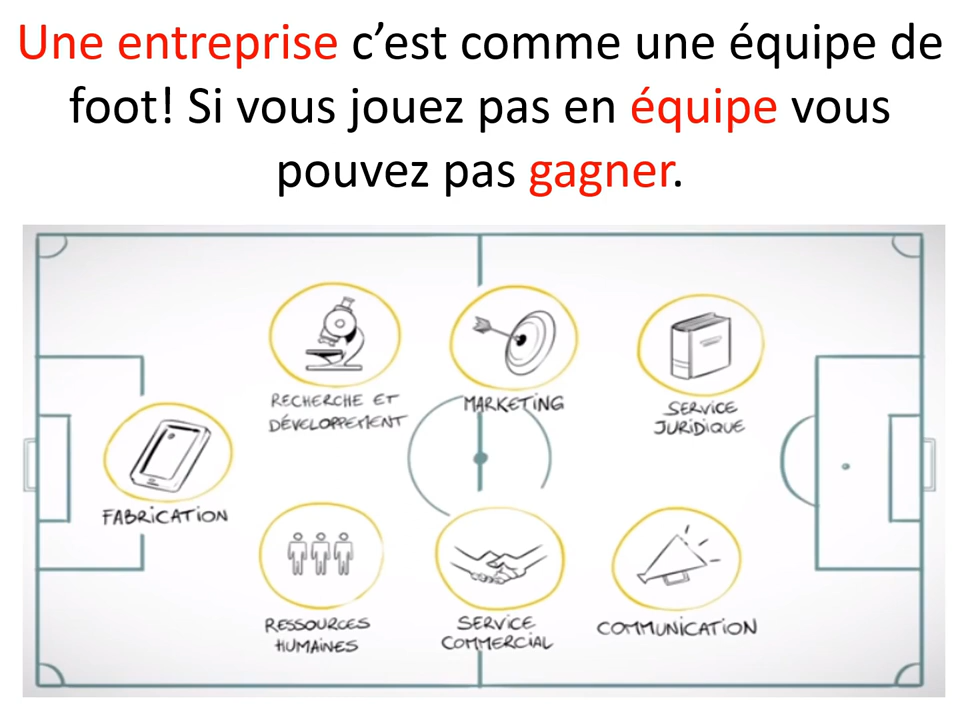 Une entreprise c’est comme une équipe de
foot! Si vous jouez pas en équipe vous
pouvez pas gagner.
RECHERCHE ET
DÉVELOPPEMENT
MARKETING
SERVICE
JURIDIQUE
FABRICATION
RESSOURCES
HUMAINES
SERVICE
COMMERCIAL
COMMUNICATION